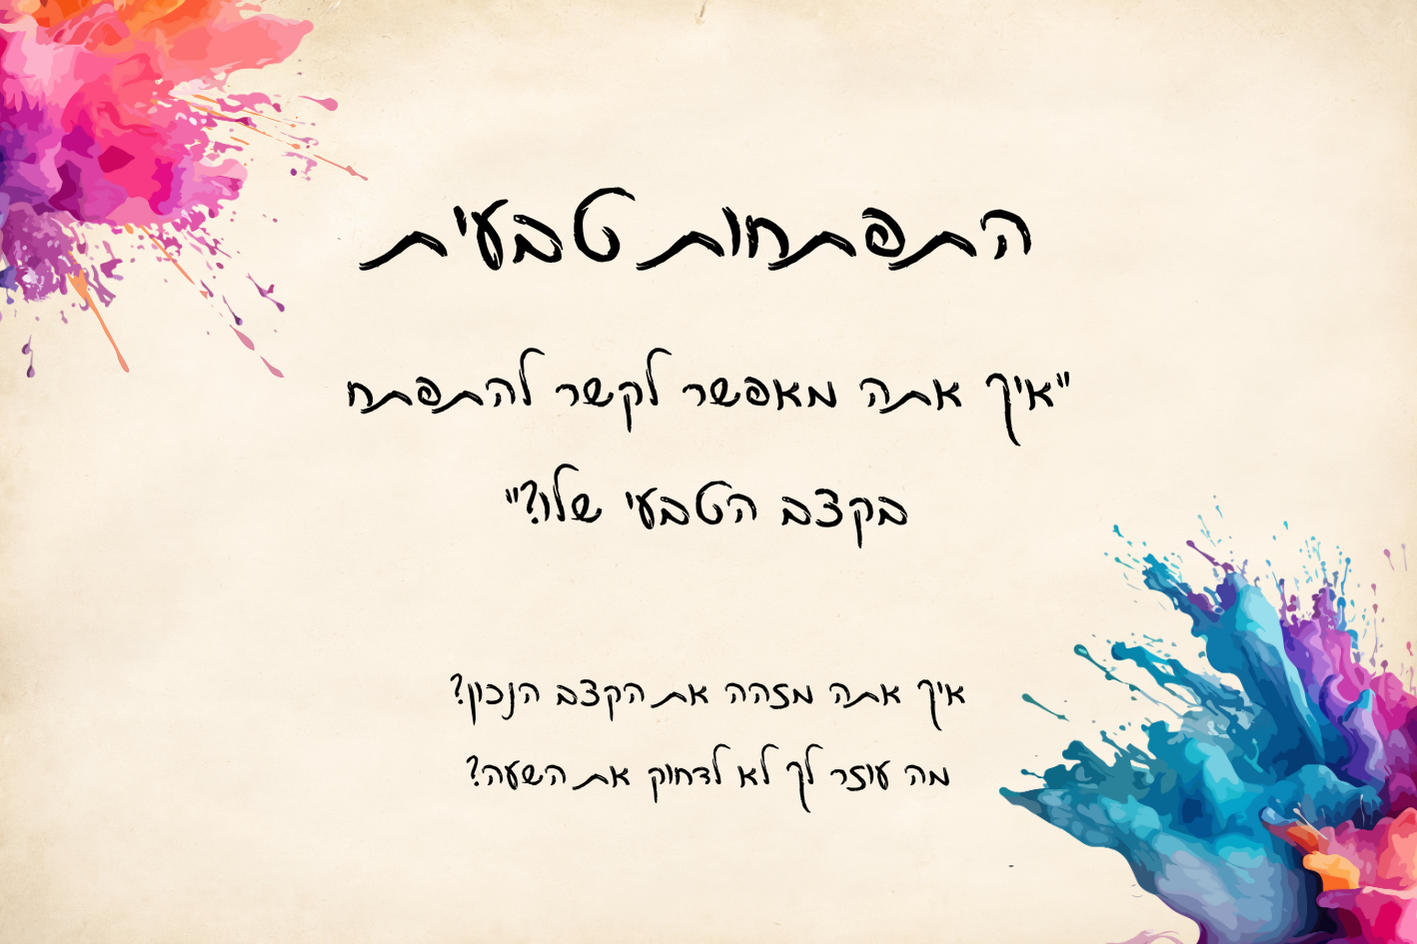 התפתחות טבעית
"איך אתה מאפשר לקשר להתפתח
בקצב הטבעי שלו?"
איך אתה מזהה את הקצב הנכון?
מה עוזר לך לא לדחוק את השעה?